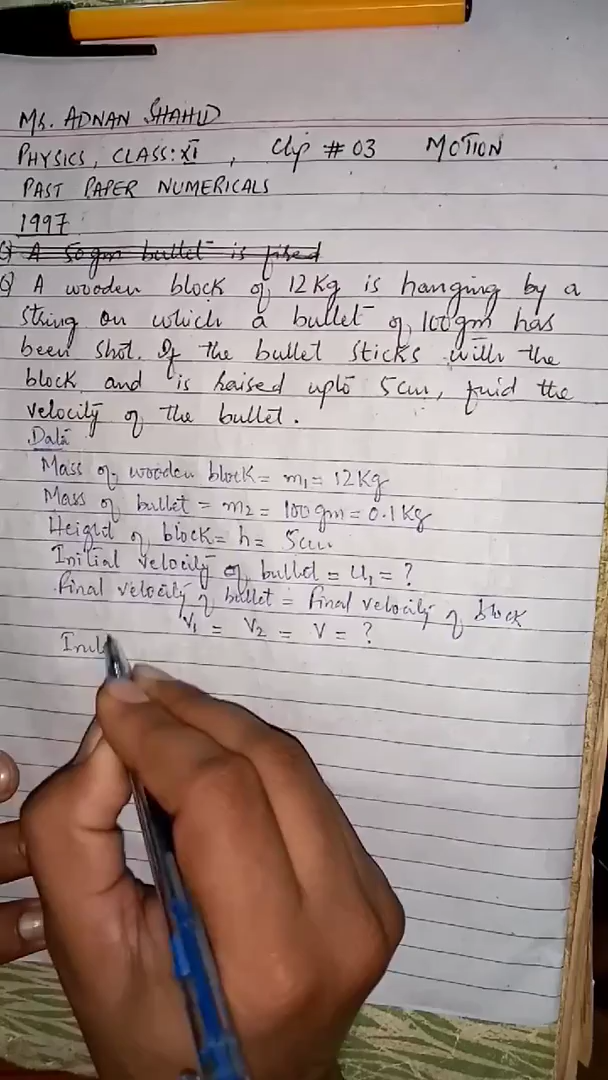 MS. ADNAN SHAHID
PHYSICS, CLASS: XI , Clip # 03 MOTION
PAST PAPER NUMERICALS
1997
Q A 50gm bullet is fired
Q A wooden block of 12 Kg is hanging by a
string on which a bullet of 100gm has
been shot. If the bullet sticks with the
block and is raised upto 5cm, find the
velocity of the bullet.
Data
Mass of wooden block = m₁ = 12 Kg
Mass of bullet = m₂ = 100 gm = 0.1 Kg
Height of block = h = 5cm
Initial velocity of bullet = U₁ = ?
Final velocity of bullet = Final velocity of block
V₁ = V₂ = V = ?